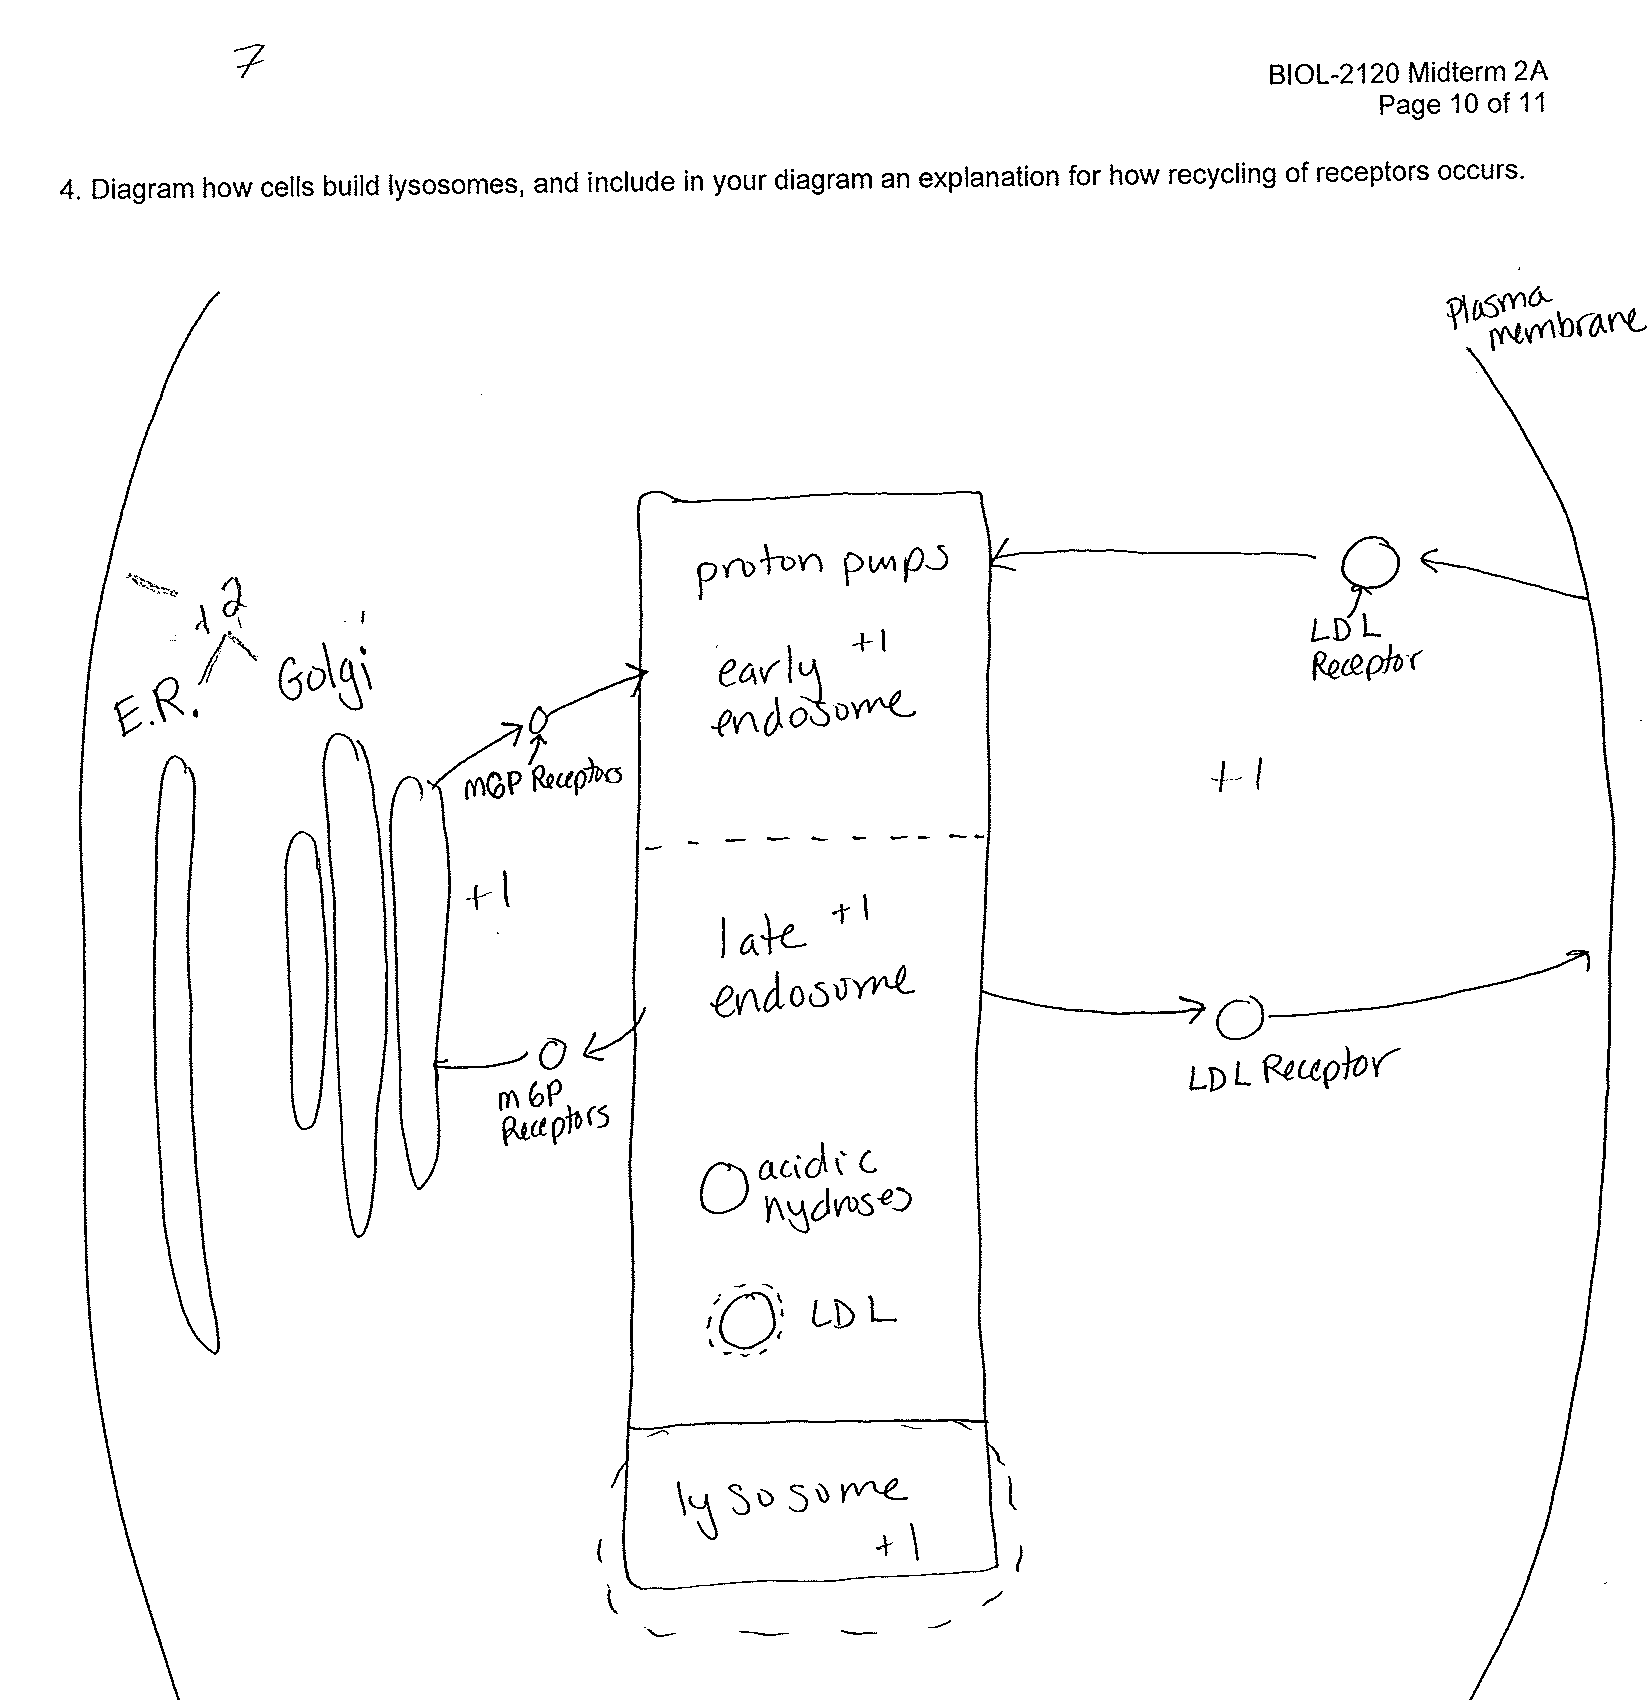 7
BIOL-2120 Midterm 2A
Page 10 of 11
4. Diagram how cells build lysosomes, and include in your diagram an explanation for how recycling of receptors occurs.
Plasma
membrane
proton pumps
early +1
endosome
LDL
Receptor
+2
E.R.
Golgi
M6P Receptors
+1
+1
late +1
endosome
M6P
Receptors
LDL Receptor
acidic
hydroses
LDL
lysosome
+1